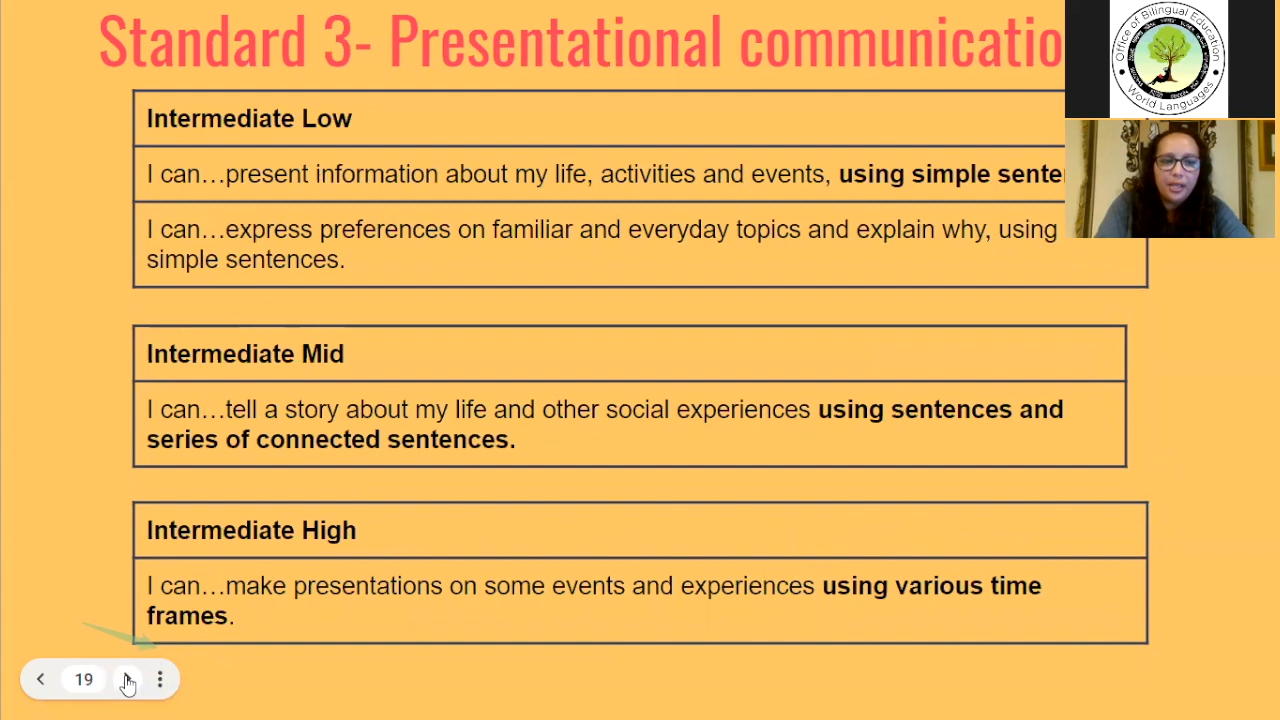 Standard 3- Presentational communicatio
Office of Bilingual Education
World Languages
Intermediate Low
I can…present information about my life, activities and events, using simple sente
I can…express preferences on familiar and everyday topics and explain why, using
simple sentences.
Intermediate Mid
I can…tell a story about my life and other social experiences using sentences and
series of connected sentences.
Intermediate High
I can…make presentations on some events and experiences using various time
frames.
19